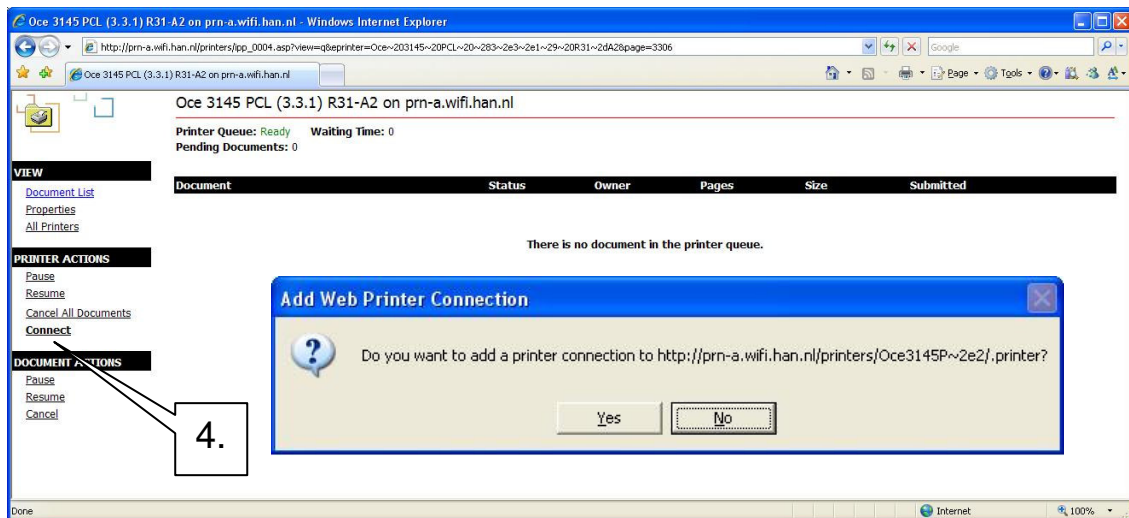 Oce 3145 PCL (3.3.1) R31-A2 on prn-a.wifi.han.nl - Windows Internet Explorer
http://prn-a.wifi.han.nl/printers/ipp_0004.asp?view=q&eprinter=Oce~203145~20PCL~20~283~2e3~2e1~29~20R31~2dA2&page=3306
Google
Oce 3145 PCL (3.3.1) R31-A2 on prn-a.wifi.han.nl
Page
Tools
Oce 3145 PCL (3.3.1) R31-A2 on prn-a.wifi.han.nl
Printer Queue: Ready Waiting Time: 0
Pending Documents: 0
VIEW
Document List
Properties
All Printers
PRINTER ACTIONS
Pause
Resume
Cancel All Documents
Connect
DOCUMENT ACTIONS
Pause
Resume
Cancel
Document Status Owner Pages Size Submitted
There is no document in the printer queue.
Add Web Printer Connection
Do you want to add a printer connection to http://prn-a.wifi.han.nl/printers/Oce3145P~2e2/.printer?
Yes No
4.
Done
Internet
100%